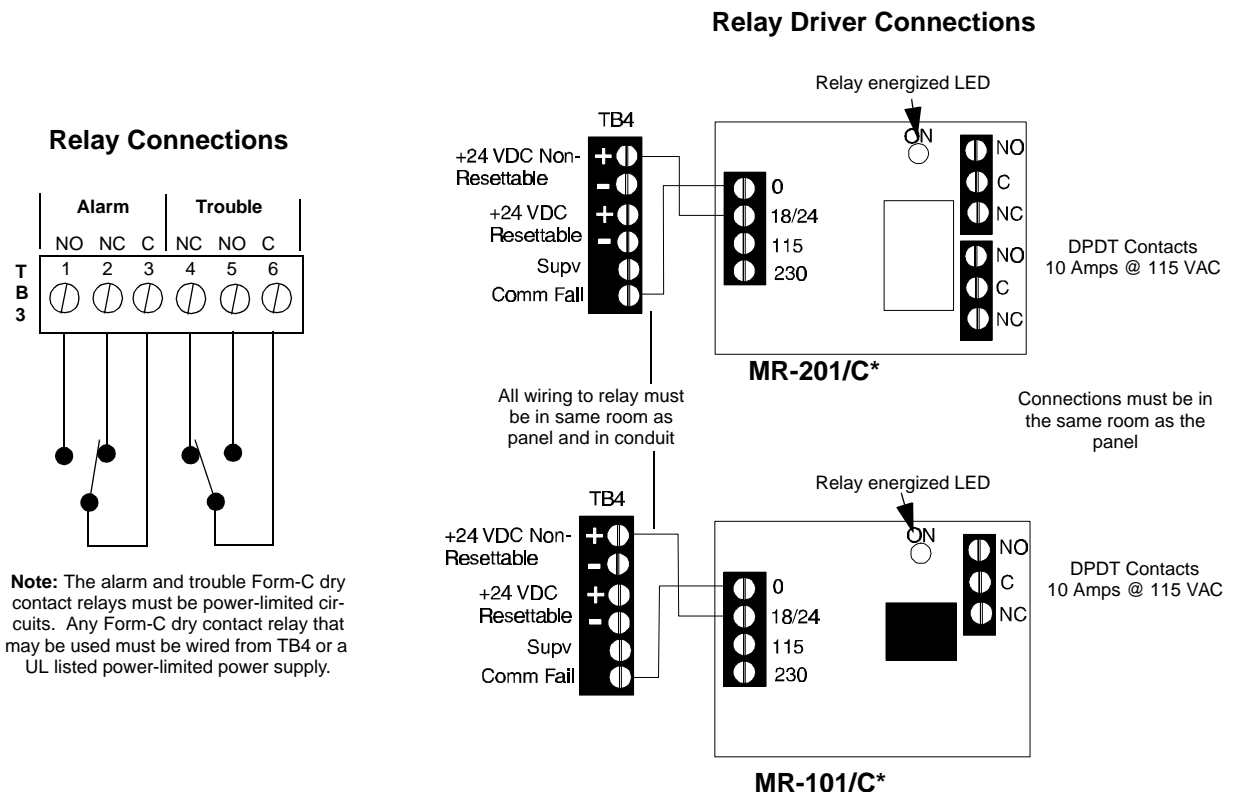 Relay Driver Connections
Relay Connections
Alarm Trouble
NO NC C NC NO C
T
B
3
1 2 3 4 5 6
Note: The alarm and trouble Form-C dry
contact relays must be power-limited cir-
cuits. Any Form-C dry contact relay that
may be used must be wired from TB4 or a
UL listed power-limited power supply.
Relay energized LED
TB4
+24 VDC Non-
Resettable
+24 VDC
Resettable
Supv
Comm Fail
+
-
+
-
0
18/24
115
230
ON
NO
C
NC
NO
C
NC
DPDT Contacts
10 Amps @ 115 VAC
MR-201/C*
All wiring to relay must
be in same room as
panel and in conduit
Connections must be in
the same room as the
panel
Relay energized LED
TB4
+24 VDC Non-
Resettable
+24 VDC
Resettable
Supv
Comm Fail
+
-
+
-
0
18/24
115
230
ON
NO
C
NC
DPDT Contacts
10 Amps @ 115 VAC
MR-101/C*